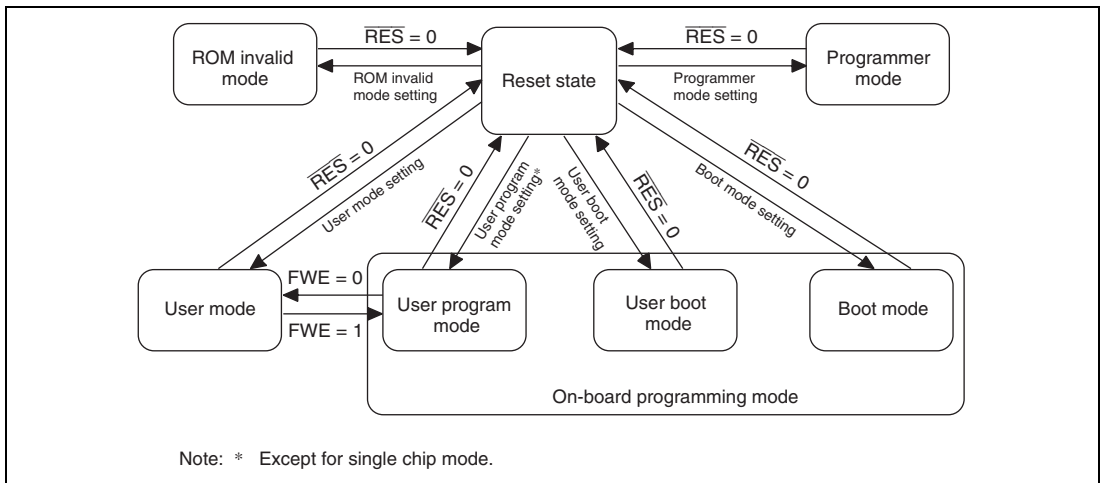 ROM invalid
mode
RES = 0
ROM invalid
mode setting
Reset state
RES = 0
Programmer
mode setting
Programmer
mode
RES = 0
User mode setting
RES = 0
User program
mode setting*
User boot
mode setting
RES = 0
Boot mode setting
RES = 0
User mode
FWE = 0
FWE = 1
User program
mode
User boot
mode
Boot mode
On-board programming mode
Note: * Except for single chip mode.